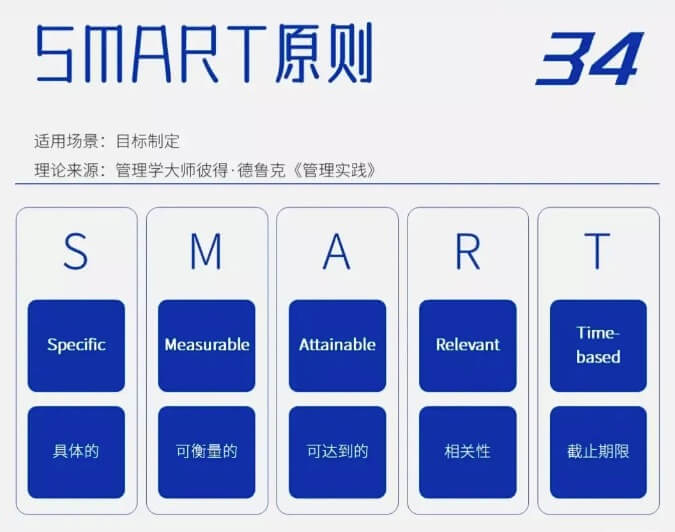 SMART原则
34
适用场景：目标制定
理论来源：管理学大师彼得·德鲁克《管理实践》
S
M
A
R
T
Specific
Measurable
Attainable
Relevant
Time-
based
具体的
可衡量的
可达到的
相关性
截止期限